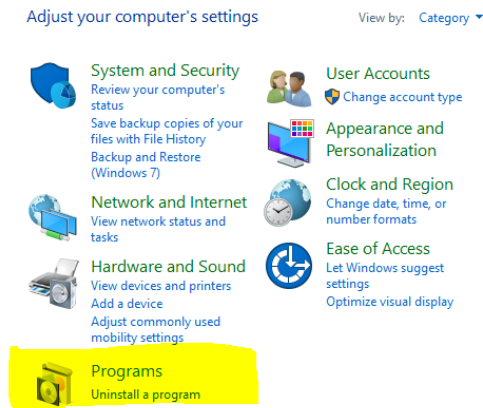 Adjust your computer's settings
View by: Category
System and Security
Review your computer's
status
Save backup copies of your
files with File History
Backup and Restore
(Windows 7)
Network and Internet
View network status and
tasks
Hardware and Sound
View devices and printers
Add a device
Adjust commonly used
mobility settings
Programs
Uninstall a program
User Accounts
Change account type
Appearance and
Personalization
Clock and Region
Change date, time, or
number formats
Ease of Access
Let Windows suggest
settings
Optimize visual display